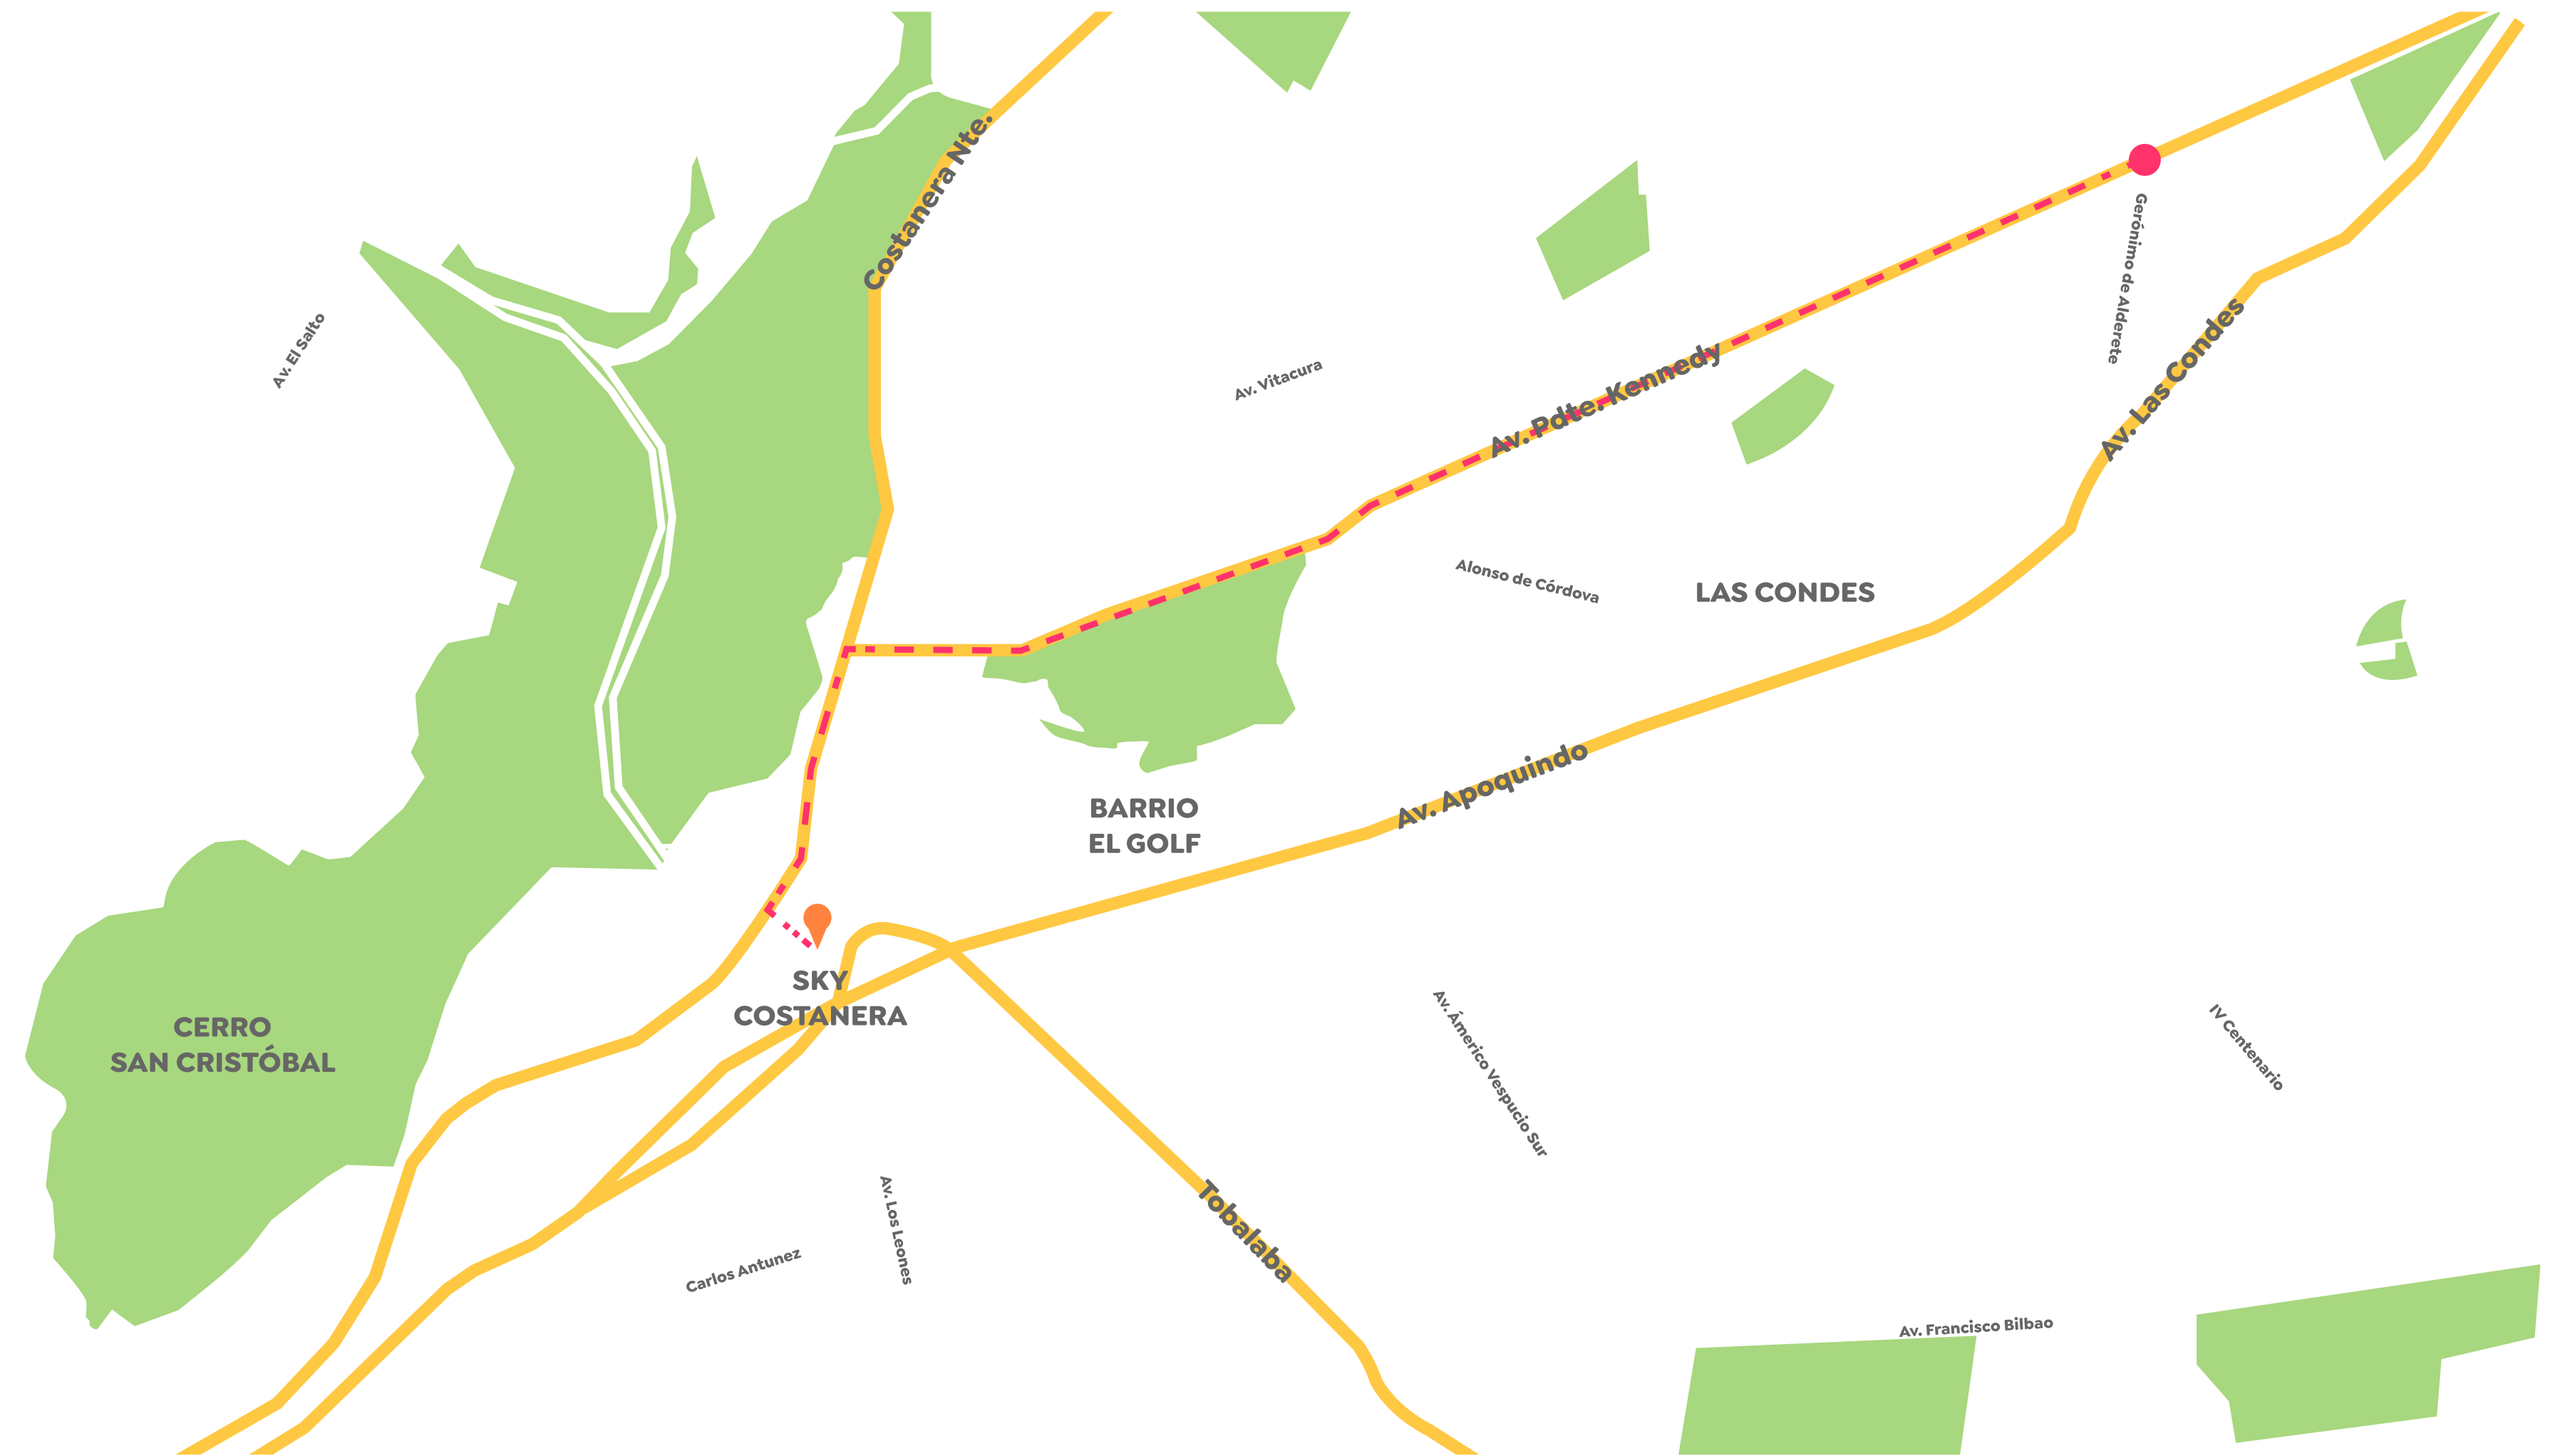 Costanera Nte.
Gerónimo de Alderete
Av. El Salto
Av. Vitacura
Av. Pdte. Kennedy
Av. Las Condes
Alonso de Córdova
LAS CONDES
Av. Apoquindo
BARRIO
EL GOLF
SKY
COSTANERA
CERRO
SAN CRISTÓBAL
Av. Ámerico Vespucio Sur
IV Centenario
Av. Los Leones
Tobalaba
Carlos Antunez
Av. Francisco Bilbao